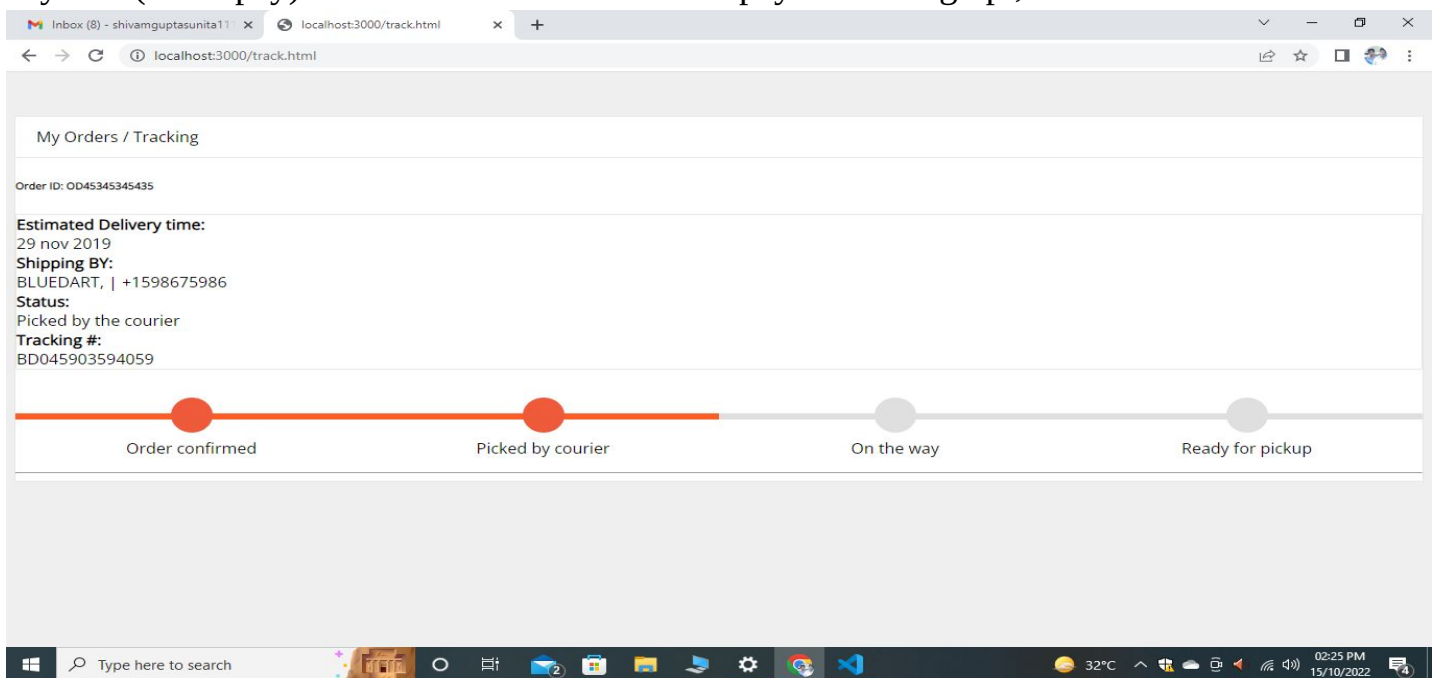 Inbox (8) - shivamguptasunita11
localhost:3000/track.html
localhost:3000/track.html
My Orders / Tracking
Order ID: OD45345345435
Estimated Delivery time:
29 nov 2019
Shipping BY:
BLUEDART, | +1598675986
Status:
Picked by the courier
Tracking #:
BD045903594059
Order confirmed Picked by courier On the way Ready for pickup
Type here to search
2
32°C
02:25 PM
15/10/2022
4